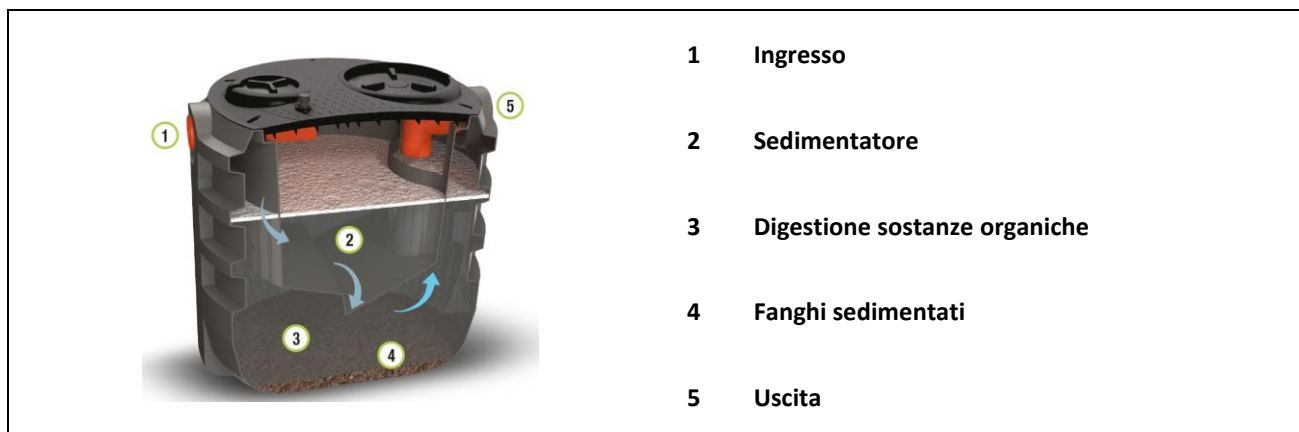 1 Ingresso
2 Sedimentatore
3 Digestione sostanze organiche
4 Fanghi sedimentati
5 Uscita
1
5
2
3
4